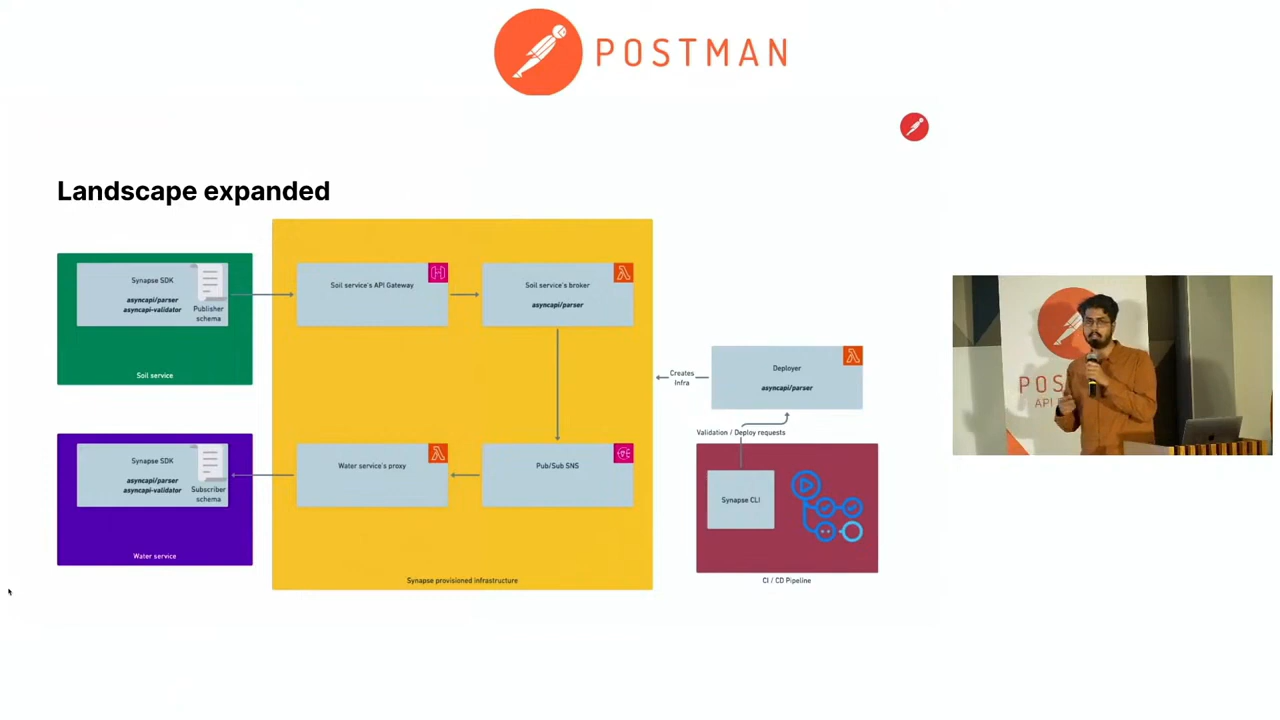 POSTMAN
Landscape expanded
Synapse SDK
asyncapi/parser
asyncapi-validator
Publisher
schema
Soil service
Soil service's API Gateway
Soil service's broker
asyncapi/parser
Creates
Infra
Deployer
asyncapi/parser
Validation / Deploy requests
Synapse SDK
asyncapi/parser
asyncapi-validator
Subscriber
schema
Water service
Water service's proxy
Pub/Sub SNS
Synapse provisioned infrastructure
Synapse CLI
CI / CD Pipeline
POS
API